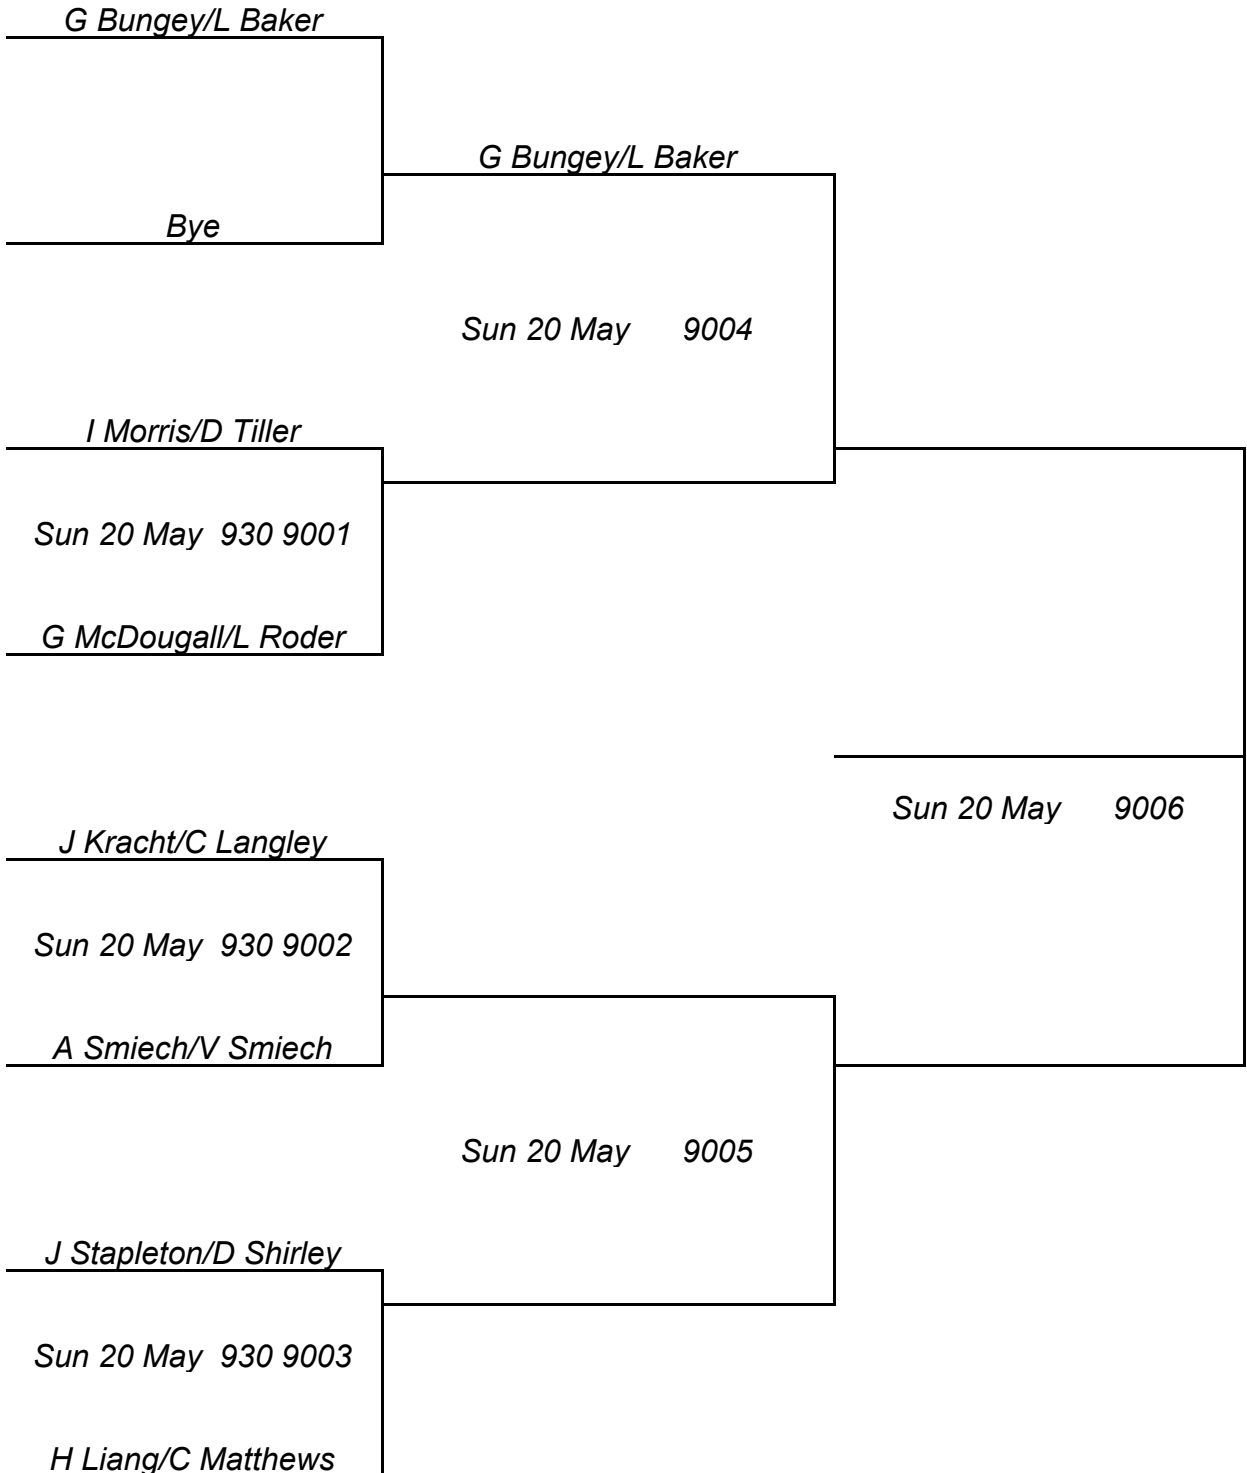 G Bungey/L Baker
G Bungey/L Baker
Bye
Sun 20 May 9004
I Morris/D Tiller
Sun 20 May 930 9001
G McDougall/L Roder
Sun 20 May 9006
J Kracht/C Langley
Sun 20 May 930 9002
A Smiech/V Smiech
Sun 20 May 9005
J Stapleton/D Shirley
Sun 20 May 930 9003
H Liang/C Matthews